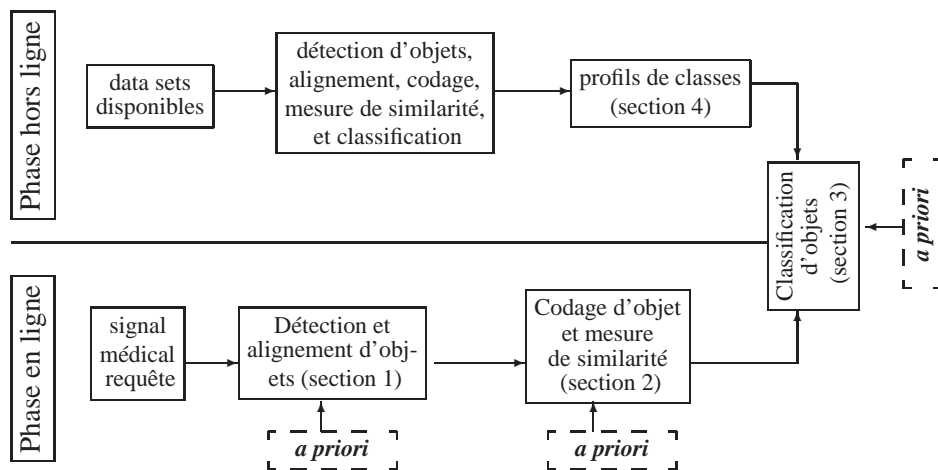 Phase hors ligne
data sets
disponibles
détection d'objets,
alignement, codage,
mesure de similarité,
et classification
profils de classes
(section 4)
Classification
d'objets
(section 3)
a priori
Phase en ligne
signal
médical
requête
Détection et
alignement d'obj-
ets (section 1)
Codage d'objet
et mesure
de similarité
(section 2)
a priori
a priori